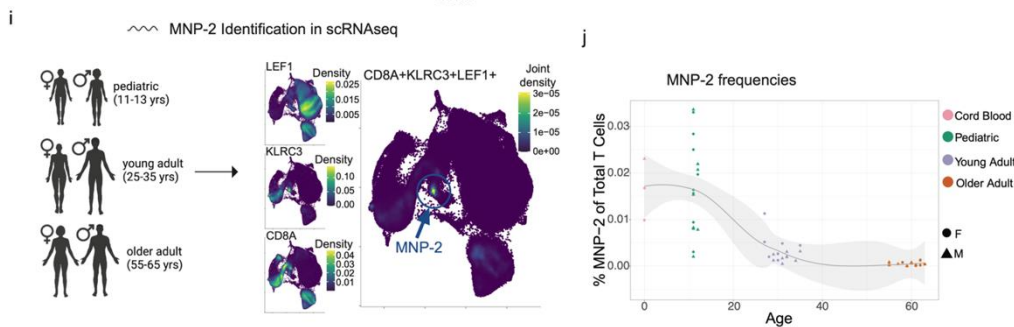 i
MNP-2 Identification in scRNAseq
pediatric
(11-13 yrs)
young adult
(25-35 yrs)
older adult
(55-65 yrs)
LEF1
Density
0.025
0.015
0.005
KLRC3
Density
0.10
0.05
0.00
CD8A
Density
0.04
0.03
0.02
0.01
CD8A+KLRC3+LEF1+
Joint
density
3e-05
2e-05
1e-05
0e+00
MNP-2
j
MNP-2 frequencies
% MNP-2 of Total T Cells
0.03
0.02
0.01
0.00
0
20
40
60
Age
Cord Blood
Pediatric
Young Adult
Older Adult
F
M